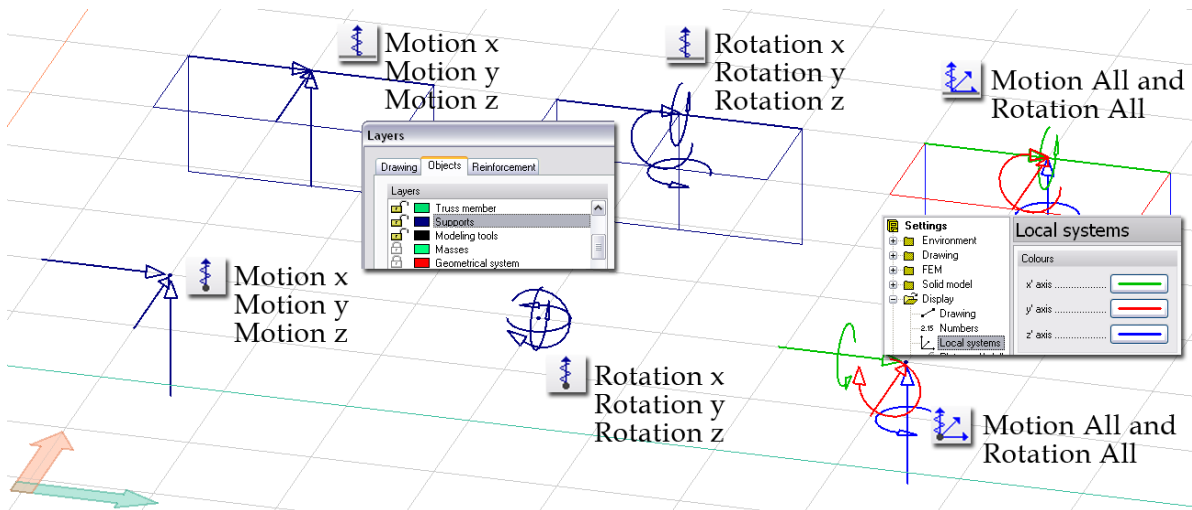 Motion x
Motion y
Motion z
Rotation x
Rotation y
Rotation z
Motion All and
Rotation All
Layers
Drawing
Objects
Reinforcement
Layers
Truss member
Supports
Modeling tools
Masses
Geometrical system
Settings
Environment
Drawing
FEM
Solid model
Display
Drawing
2.15 Numbers
Local systems
Local systems
Colours
x' axis
y' axis
z' axis
Motion x
Motion y
Motion z
Rotation x
Rotation y
Rotation z
Motion All and
Rotation All